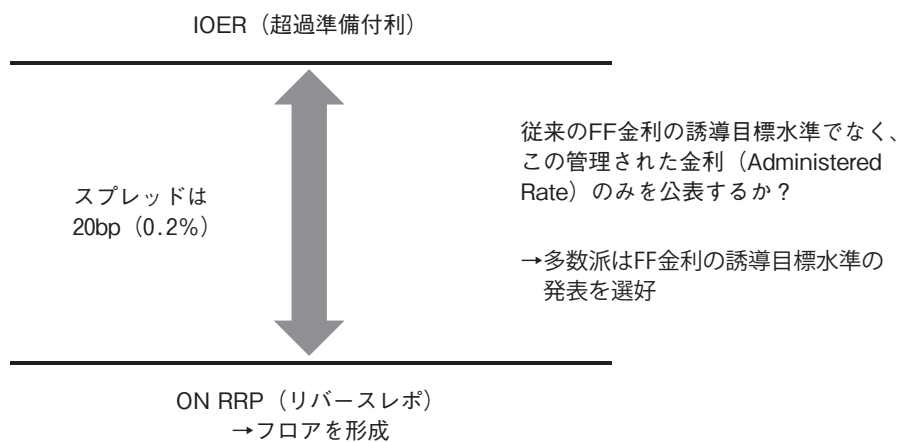 IOER（超過準備付利）
スプレッドは
20bp（0.2%）
従来のFF金利の誘導目標水準でなく、
この管理された金利（Administered
Rate）のみを公表するか？
→多数派はFF金利の誘導目標水準の
発表を選好
ON RRP（リバースレポ）
→フロアを形成